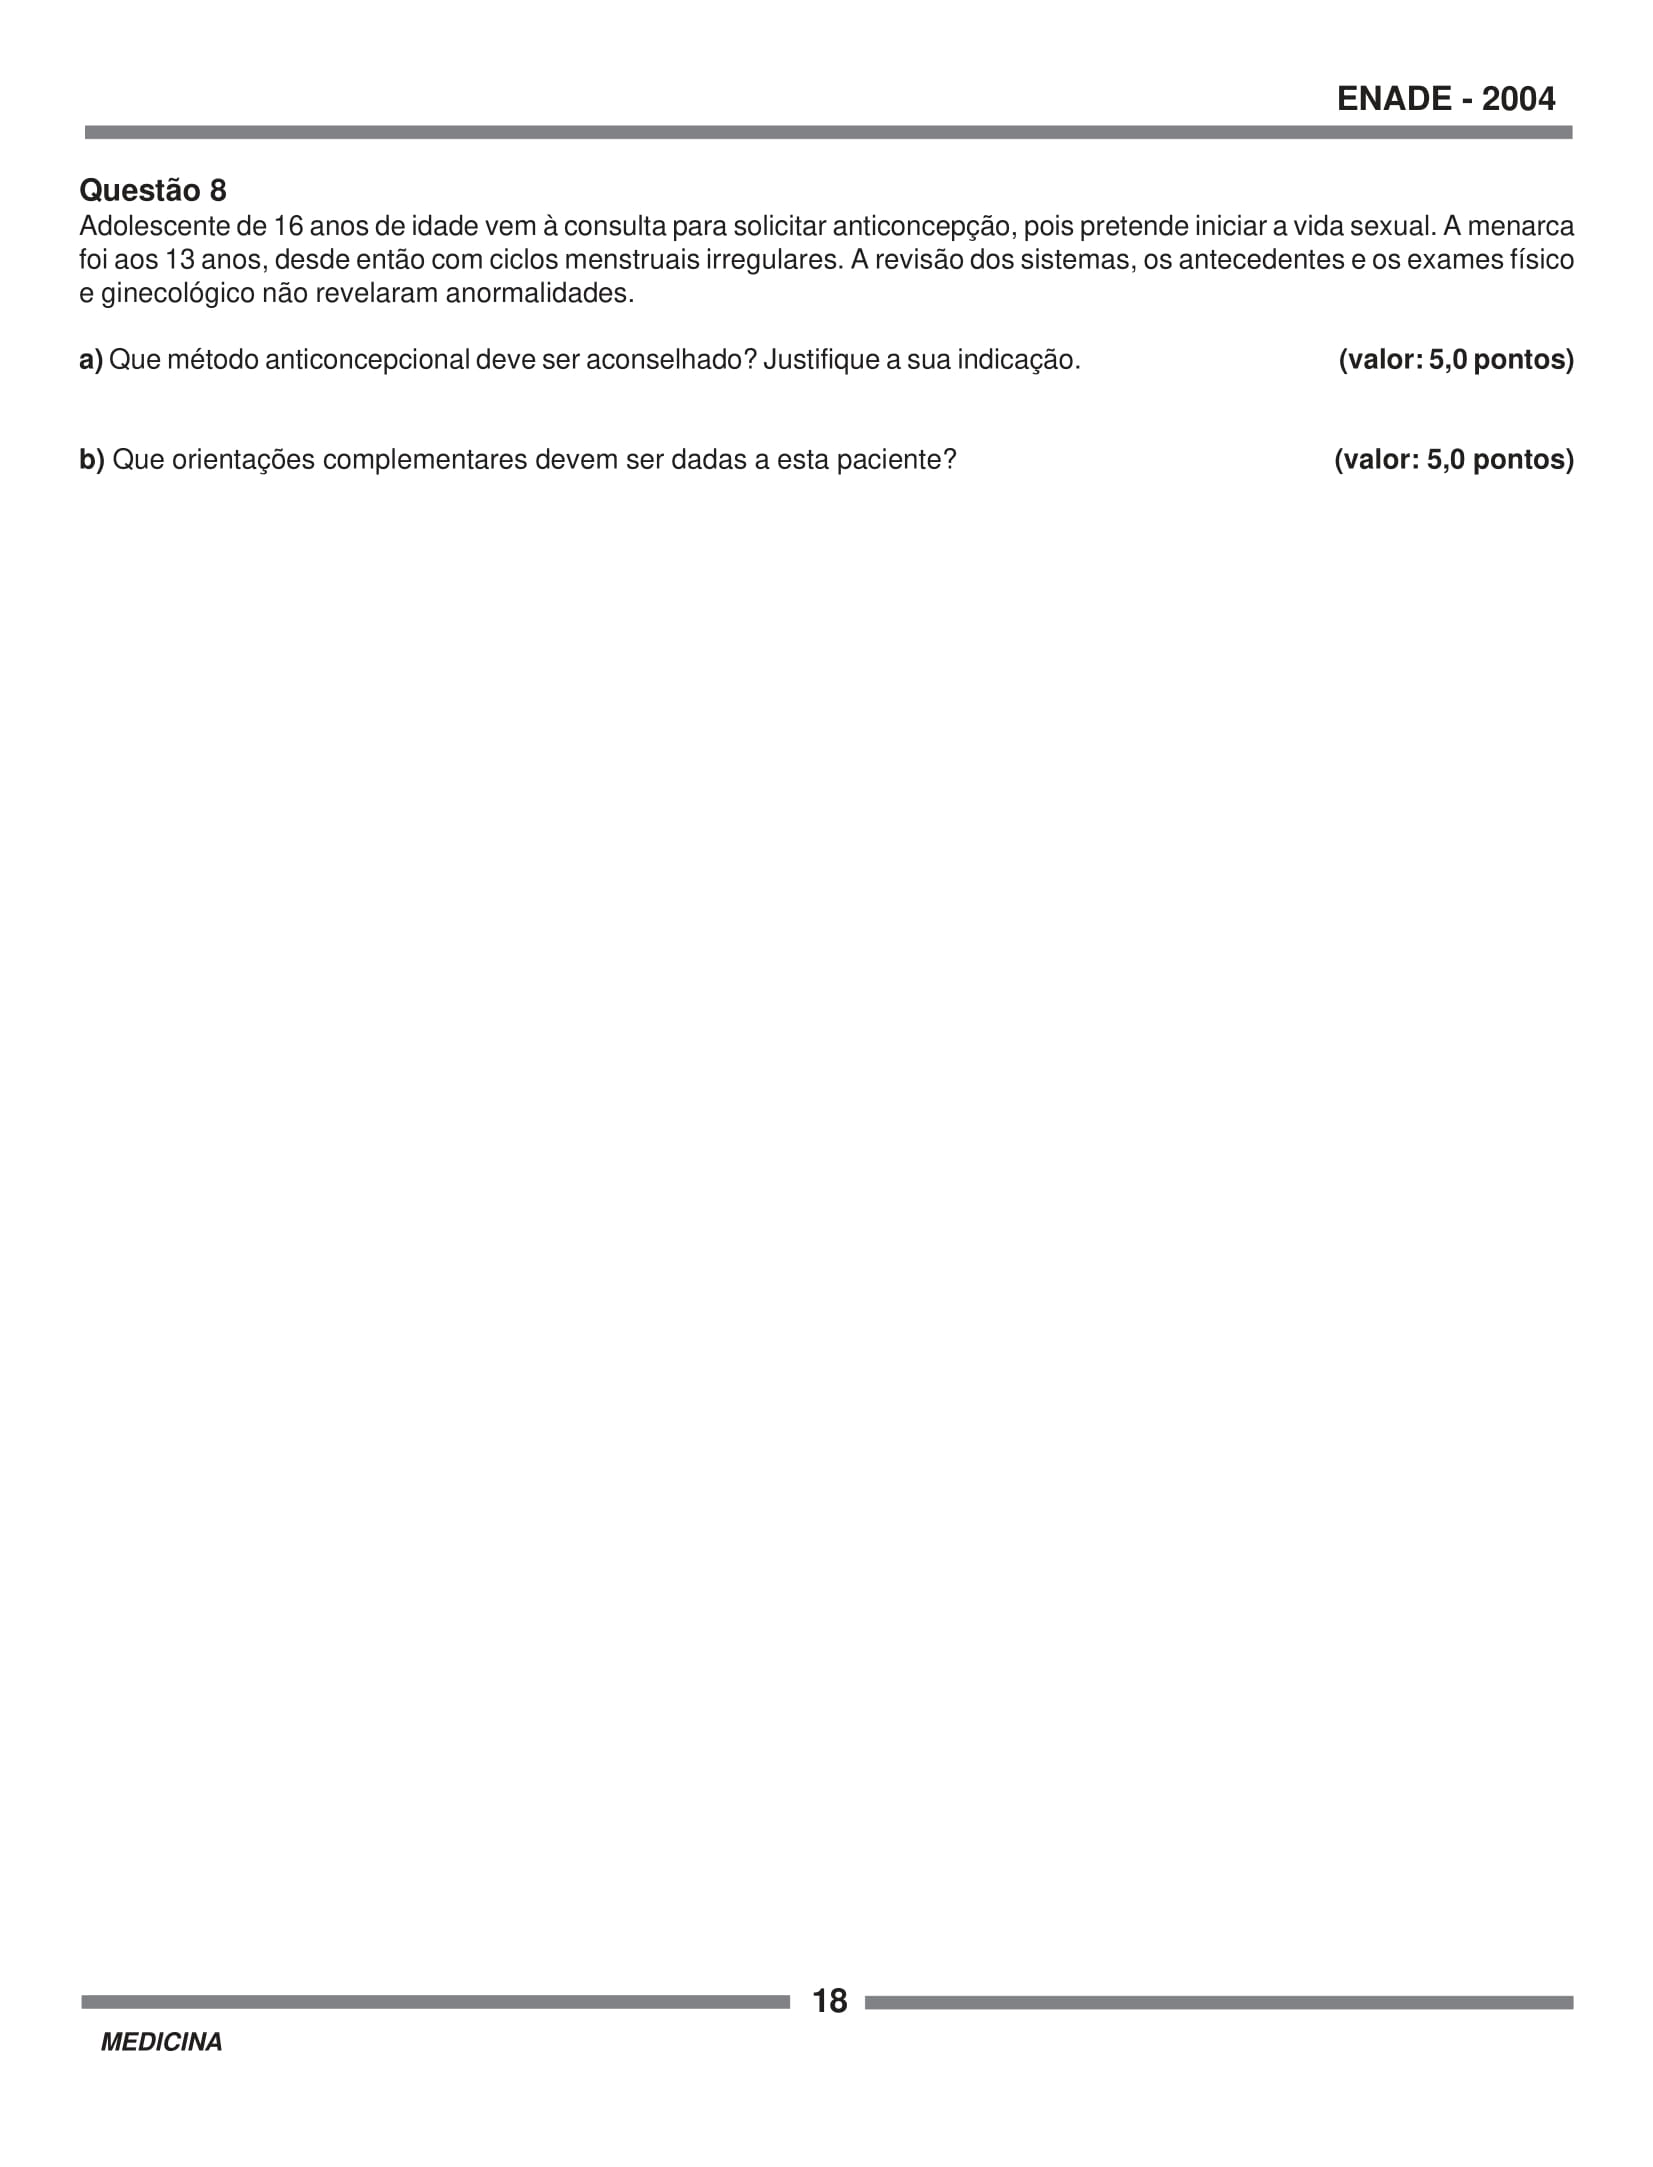 ENADE - 2004
Questão 8
Adolescente de 16 anos de idade vem à consulta para solicitar anticoncepção, pois pretende iniciar a vida sexual. A menarca
foi aos 13 anos, desde então com ciclos menstruais irregulares. A revisão dos sistemas, os antecedentes e os exames físico
e ginecológico não revelaram anormalidades.
a) Que método anticoncepcional deve ser aconselhado? Justifique a sua indicação. (valor: 5,0 pontos)
b) Que orientações complementares devem ser dadas a esta paciente? (valor: 5,0 pontos)
18
MEDICINA